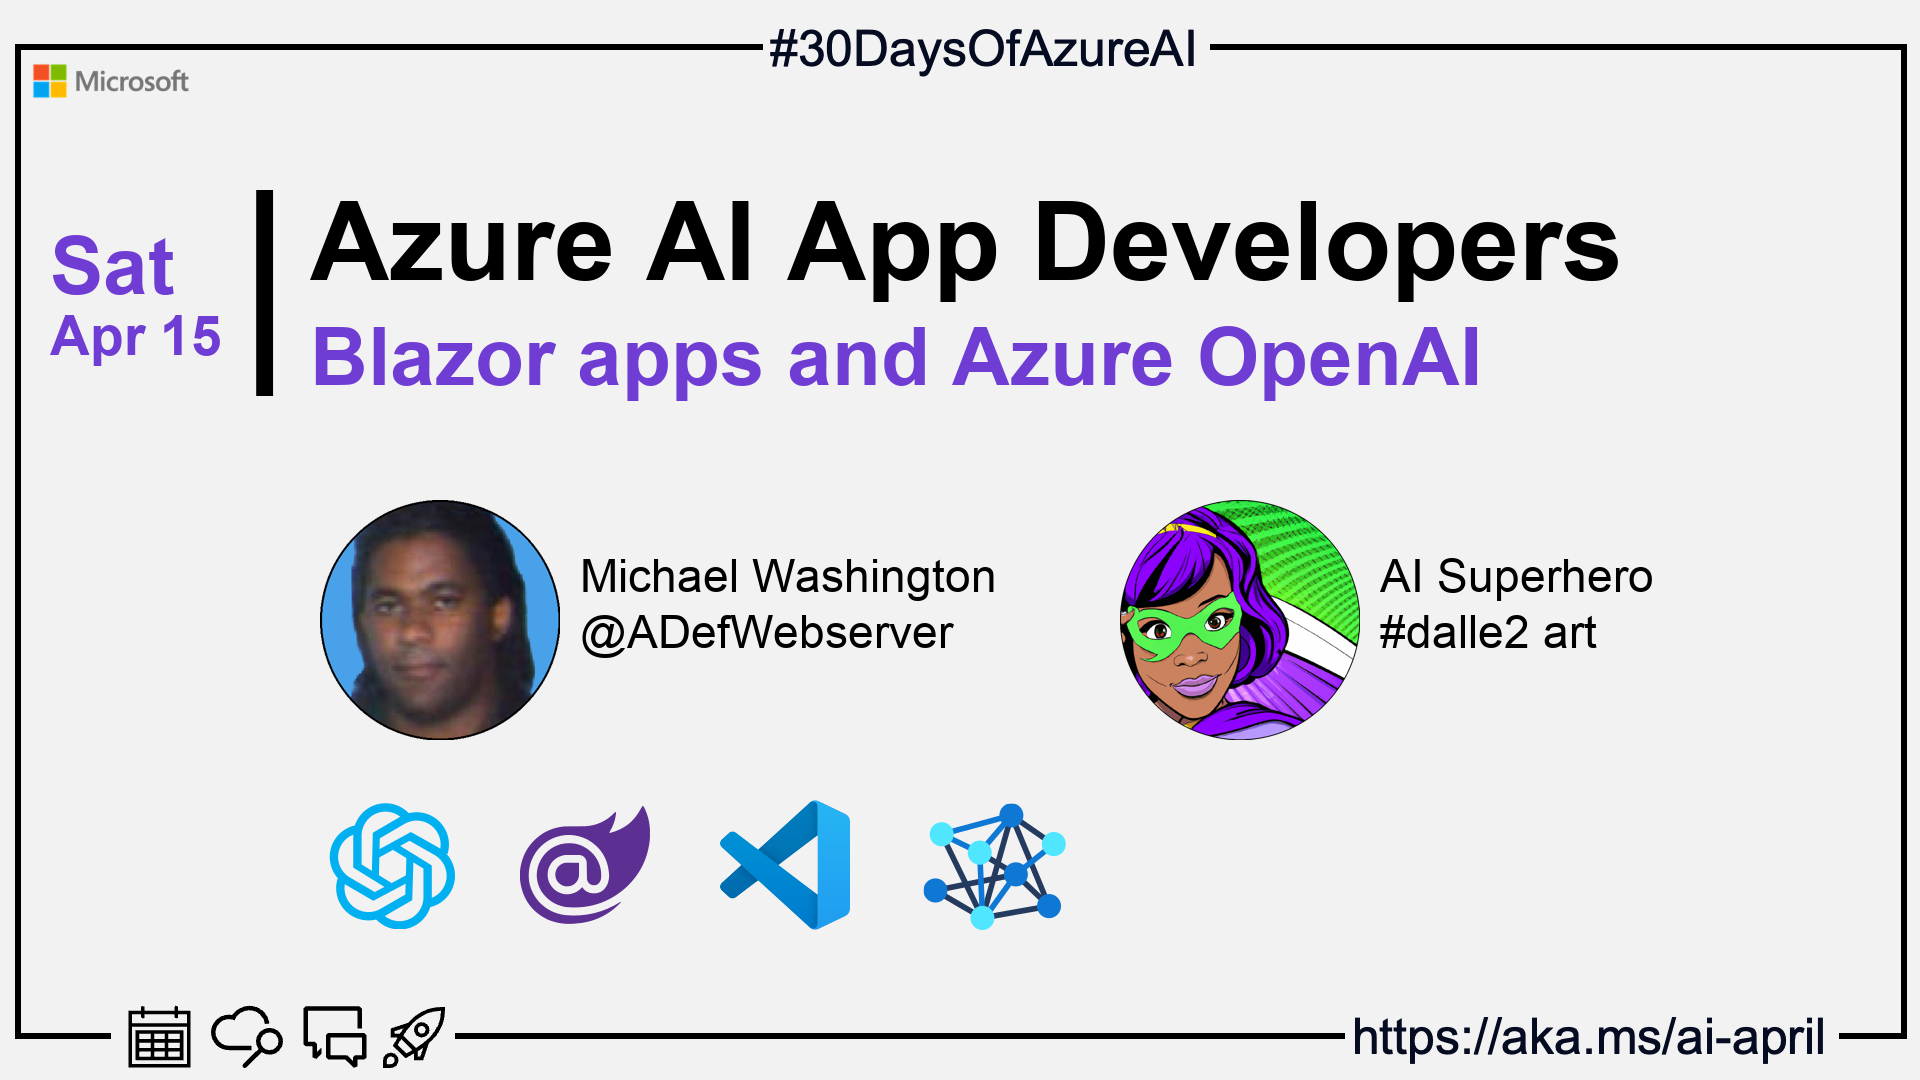 #30DaysOfAzureAI
Microsoft
Sat
Apr 15
Azure AI App Developers
Blazor apps and Azure OpenAI
Michael Washington
@ADefWebserver
AI Superhero
#dalle2 art
@
https://aka.ms/ai-april